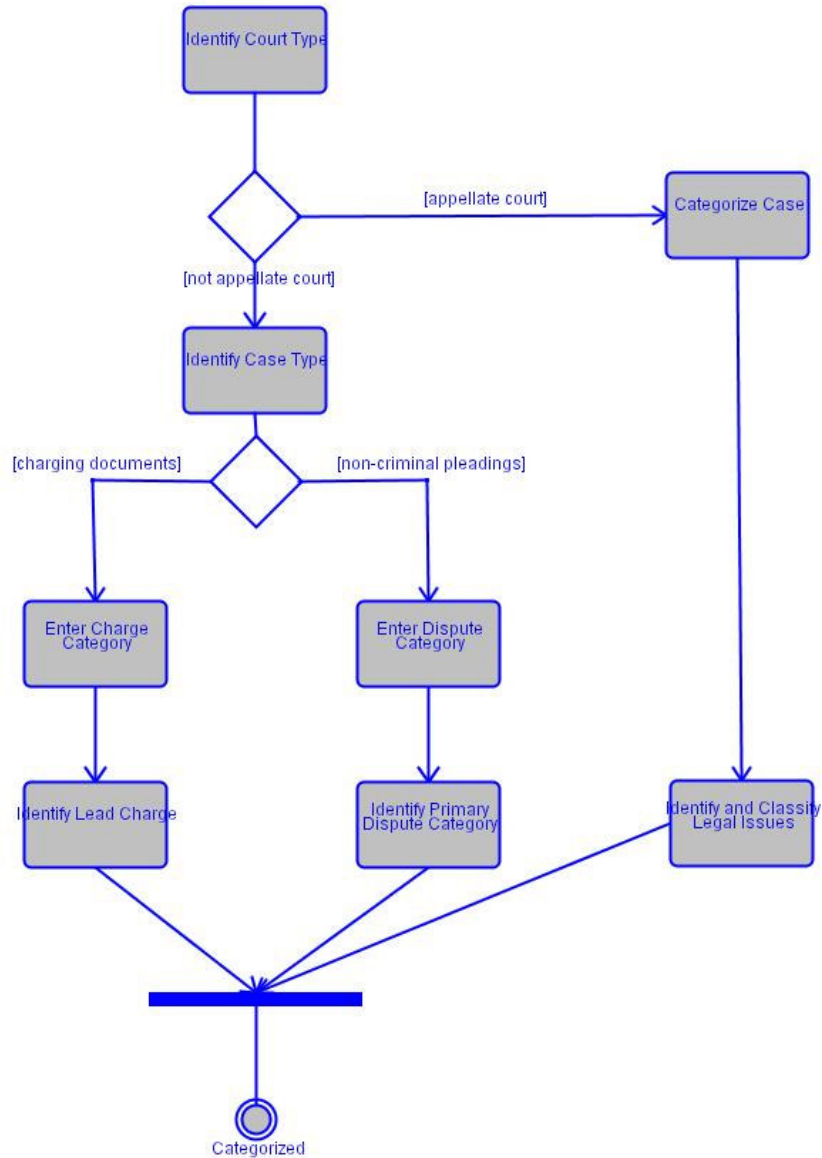 Identify Court Type
[appellate court]
Categorize Case
[not appellate court]
Identify Case Type
[charging documents]
[non-criminal pleadings]
Enter Charge
Category
Enter Dispute
Category
Identify Lead Charge
Identify Primary
Dispute Category
Identify and Classify
Legal Issues
Categorized